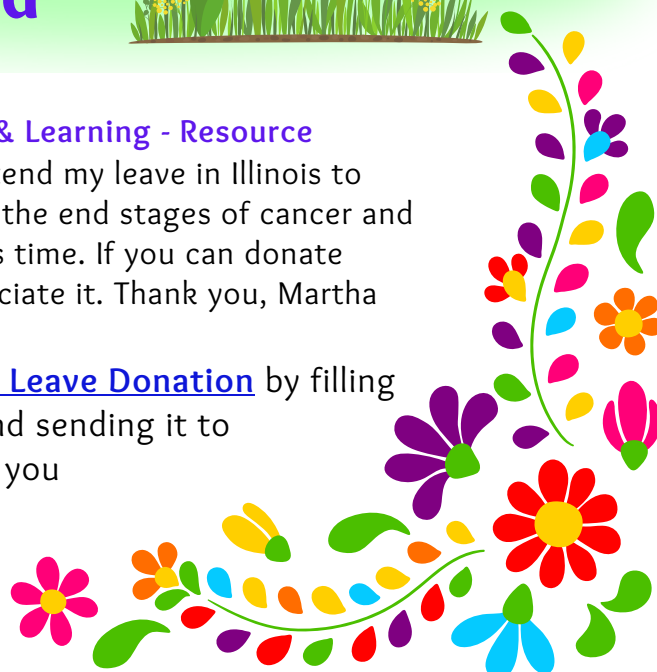 & Learning - Resource
end my leave in Illinois to
the end stages of cancer and
time. If you can donate
ciate it. Thank you, Martha
Leave Donation by filling
nd sending it to
you